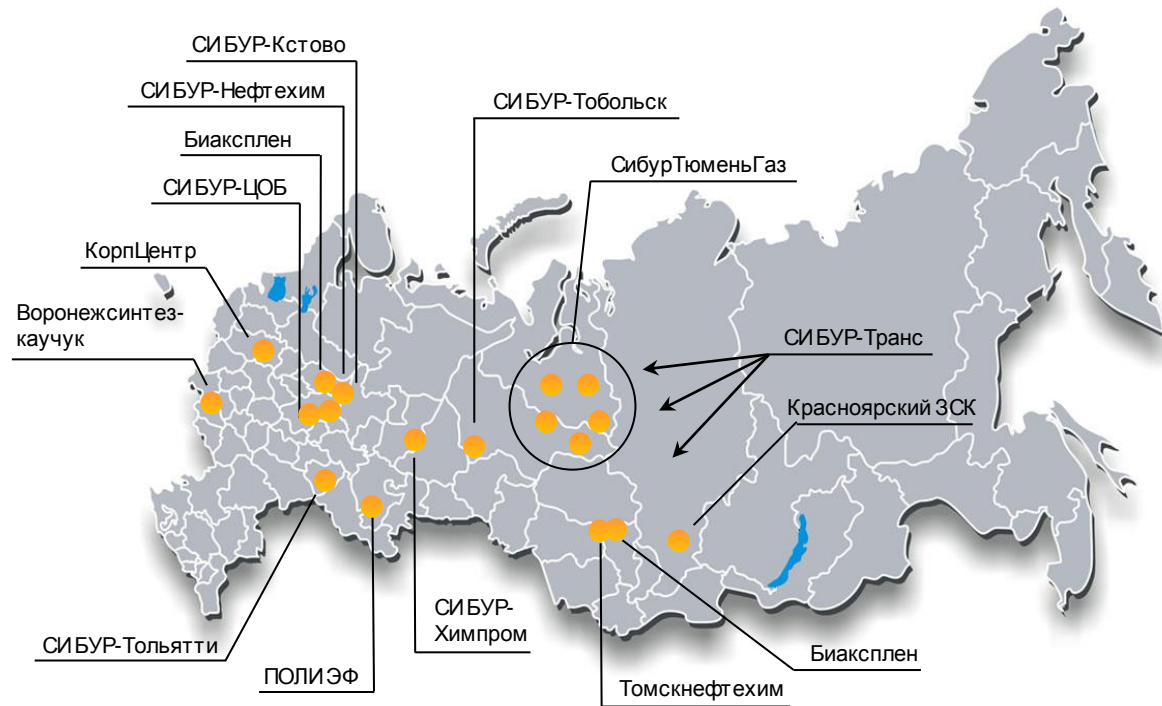 СИБУР-Кстово
СИБУР-Нефтехим
СИБУР-Тобольск
Биаксплен
СибурТюменьГаз
СИБУР-ЦОБ
КорпЦентр
Воронежсинтез-
каучук
СИБУР-Транс
Красноярский ЗСК
СИБУР-
Химпром
СИБУР-Тольятти
Биаксплен
ПОЛИЭФ
Томскнефтехим